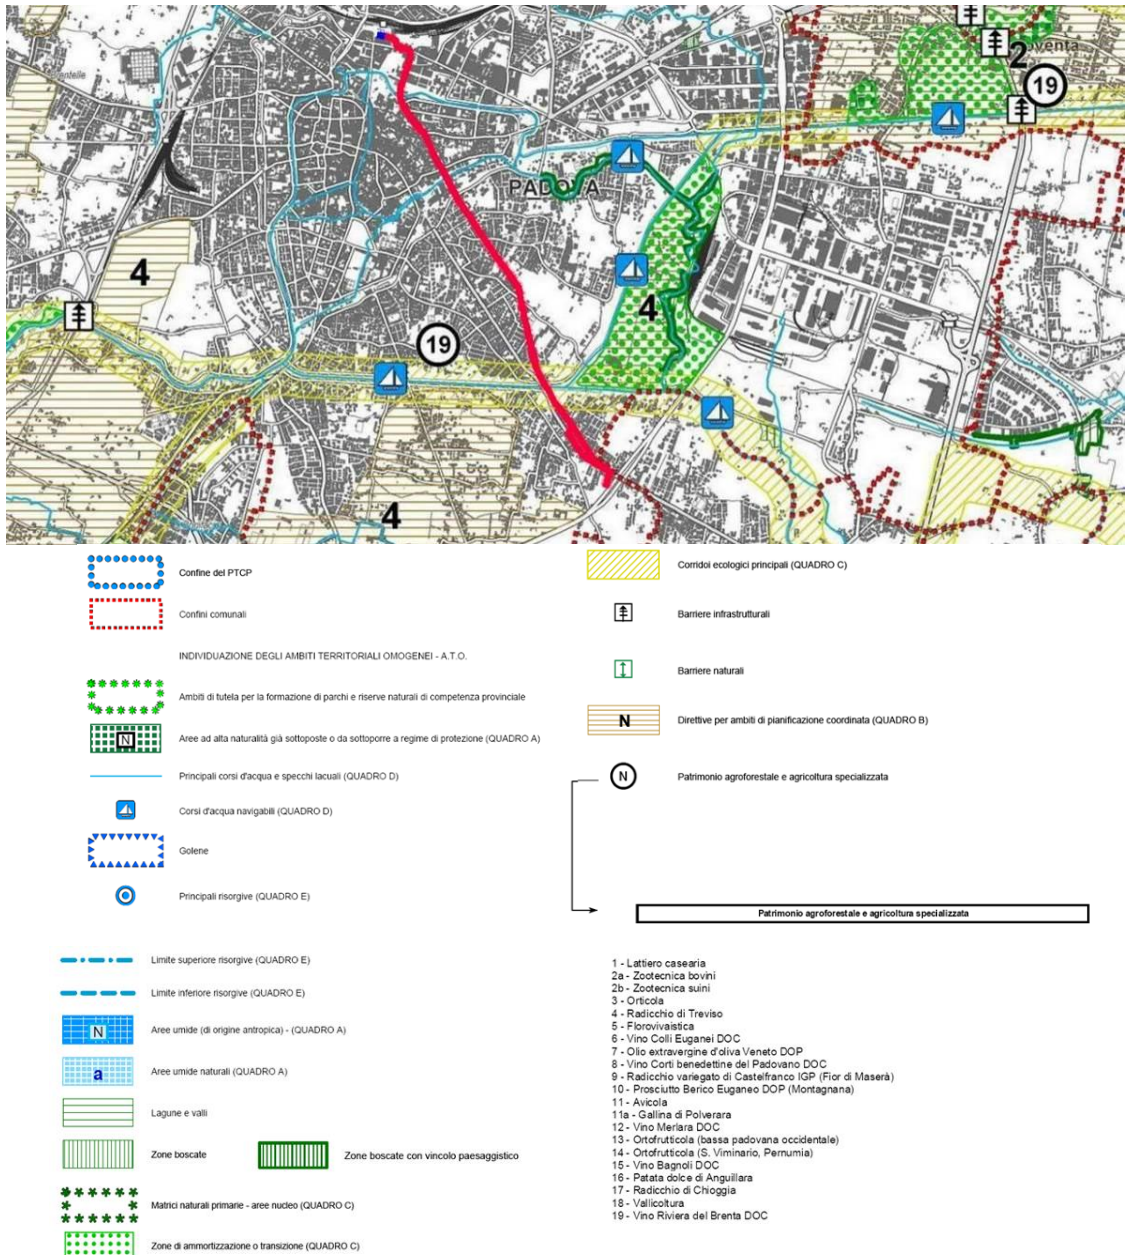 2
oventa
19
PADOVA
4
4
19
4
Confine del PTCP
Confini comunali
INDIVIDUAZIONE DEGLI AMBITI TERRITORIALI OMOGENEI - A.T.O.
Ambiti di tutela per la formazione di parchi e riserve naturali di competenza provinciale
N
Aree ad alta naturalità già sottoposte o da sottoporre a regime di protezione (QUADRO A)
Principali corsi d'acqua e specchi lacuali (QUADRO D)
Corsi d'acqua navigabili (QUADRO D)
Golene
Principali risorgive (QUADRO E)
Limite superiore risorgive (QUADRO E)
Limite inferiore risorgive (QUADRO E)
N
Aree umide (di origine antropica) - (QUADRO A)
a
Aree umide naturali (QUADRO A)
Lagune e valli
Zone boscate
Zone boscate con vincolo paesaggistico
Matrici naturali primarie - aree nucleo (QUADRO C)
Zone di ammortizzazione o transizione (QUADRO C)
Corridoi ecologici principali (QUADRO C)
Barriere infrastrutturali
Barriere naturali
N
Direttive per ambiti di pianificazione coordinata (QUADRO B)
N
Patrimonio agroforestale e agricoltura specializzata
Patrimonio agroforestale e agricoltura specializzata
1 - Lattiero casearia
2a - Zootecnica bovini
2b - Zootecnica suini
3 - Orticola
4 - Radicchio di Treviso
5 - Florovivaistica
6 - Vino Colli Euganei DOC
7 - Olio extravergine d'oliva Veneto DOP
8 - Vino Corti benedettine del Padovano DOC
9 - Radicchio variegato di Castelfranco IGP (Fior di Maserà)
10 - Prosciutto Berico Euganeo DOP (Montagnana)
11 - Avicola
11a - Gallina di Polverara
12 - Vino Merlara DOC
13 - Ortofrutticola (bassa padovana occidentale)
14 - Ortofrutticola (S. Viminario, Pernumia)
15 - Vino Bagnoli DOC
16 - Patata dolce di Anguillara
17 - Radicchio di Chioggia
18 - Vallicoltura
19 - Vino Riviera del Brenta DOC